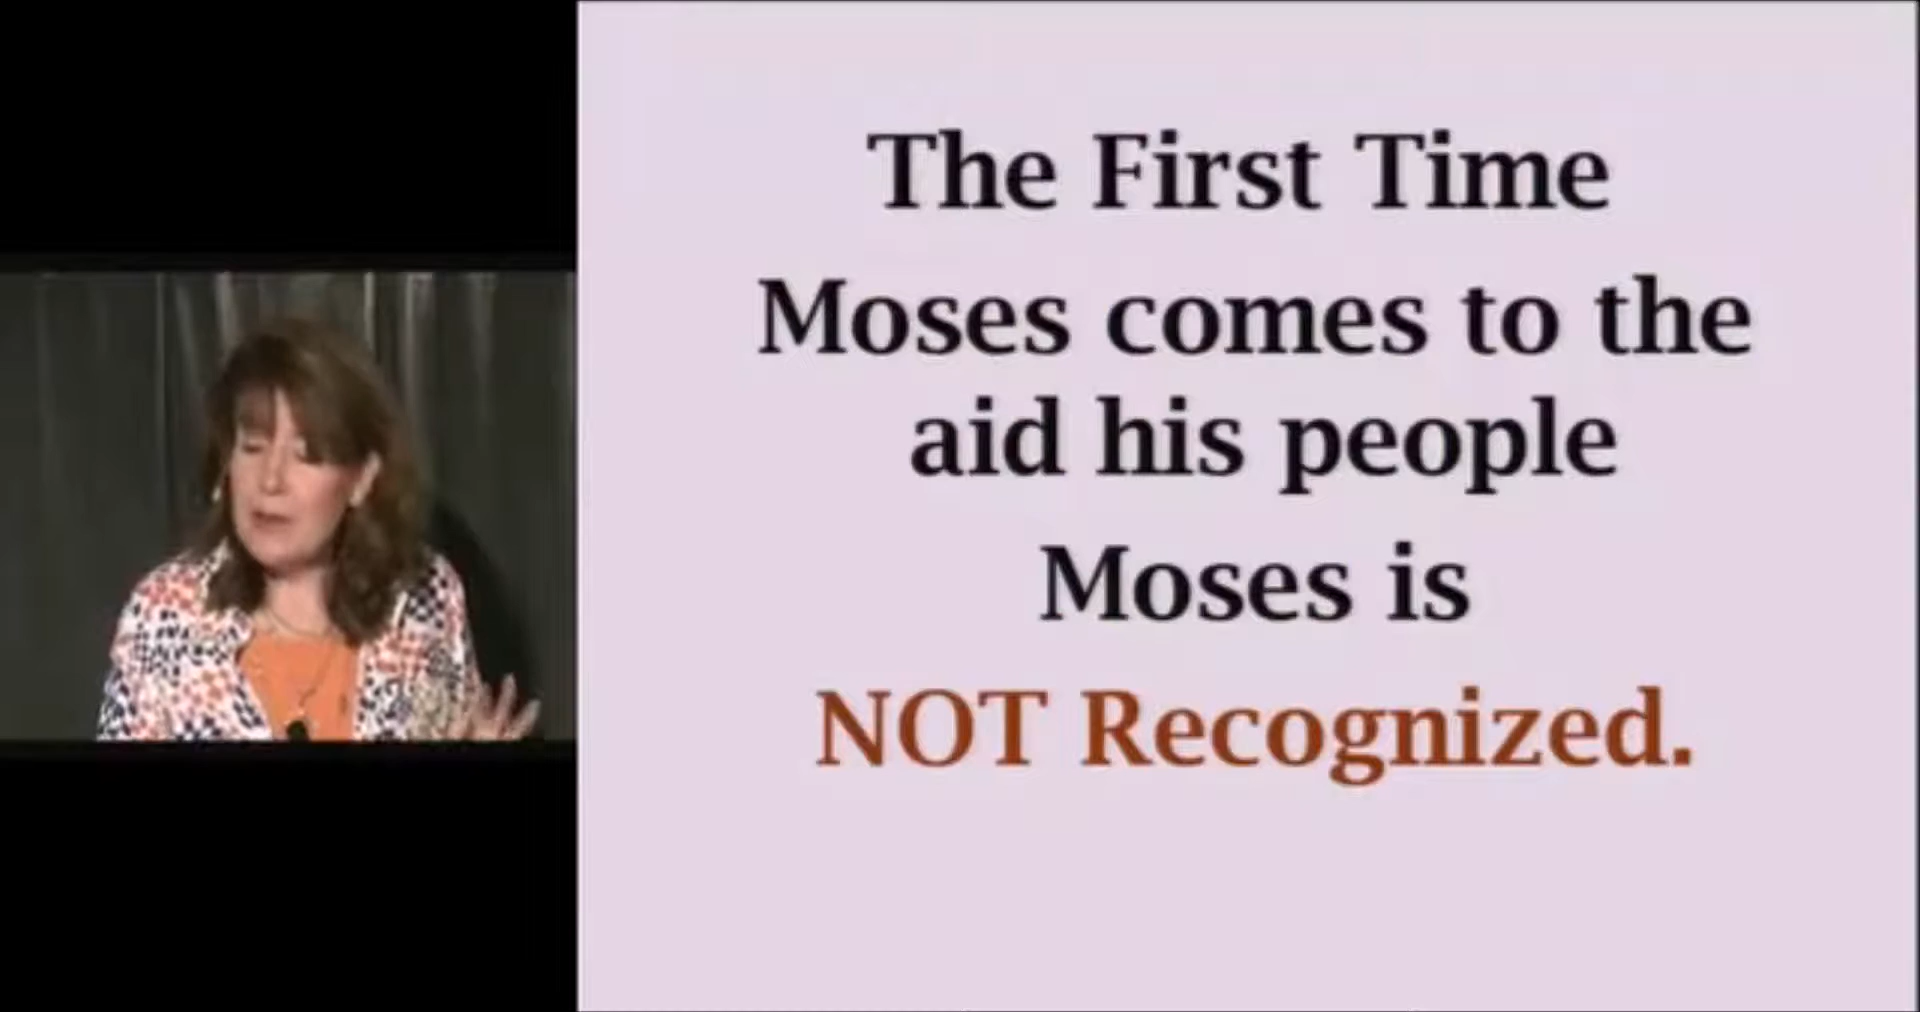 The First Time
Moses comes to the
aid his people
Moses is
NOT Recognized.